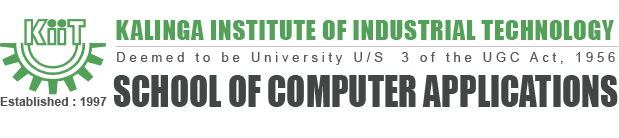 KiiT
Established : 1997
KALINGA INSTITUTE OF INDUSTRIAL TECHNOLOGY
Deemed to be University U/S 3 of the UGC Act, 1956
SCHOOL OF COMPUTER APPLICATIONS